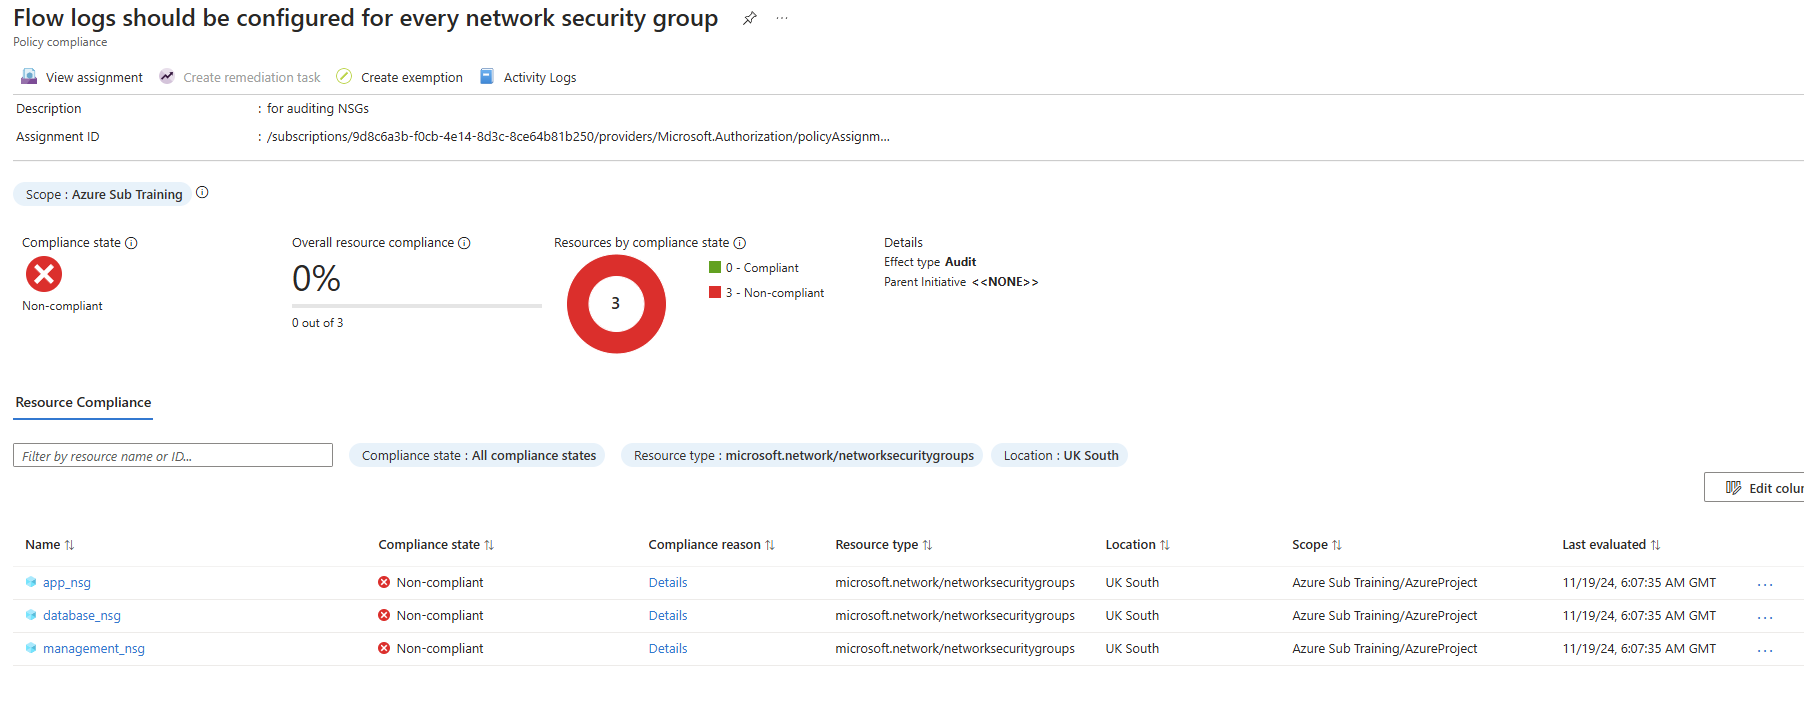 Flow logs should be configured for every network security group ...
Policy compliance
View assignment Create remediation task Create exemption Activity Logs
Description : for auditing NSGs
Assignment ID : /subscriptions/9d8c6a3b-f0cb-4e14-8d3c-8ce64b81b250/providers/Microsoft.Authorization/policyAssignm...
Scope : Azure Sub Training
Compliance state Overall resource compliance Resources by compliance state Details
0% 3 0 - Compliant Effect type Audit
Non-compliant 3 - Non-compliant Parent Initiative <<NONE>>
0 out of 3
Resource Compliance
Filter by resource name or ID... Compliance state : All compliance states Resource type : microsoft.network/networksecuritygroups Location : UK South
Edit colu
Name Compliance state Compliance reason Resource type Location Scope Last evaluated
app_nsg Non-compliant Details microsoft.network/networksecuritygroups UK South Azure Sub Training/AzureProject 11/19/24, 6:07:35 AM GMT ...
database_nsg Non-compliant Details microsoft.network/networksecuritygroups UK South Azure Sub Training/AzureProject 11/19/24, 6:07:35 AM GMT ...
management_nsg Non-compliant Details microsoft.network/networksecuritygroups UK South Azure Sub Training/AzureProject 11/19/24, 6:07:35 AM GMT ...